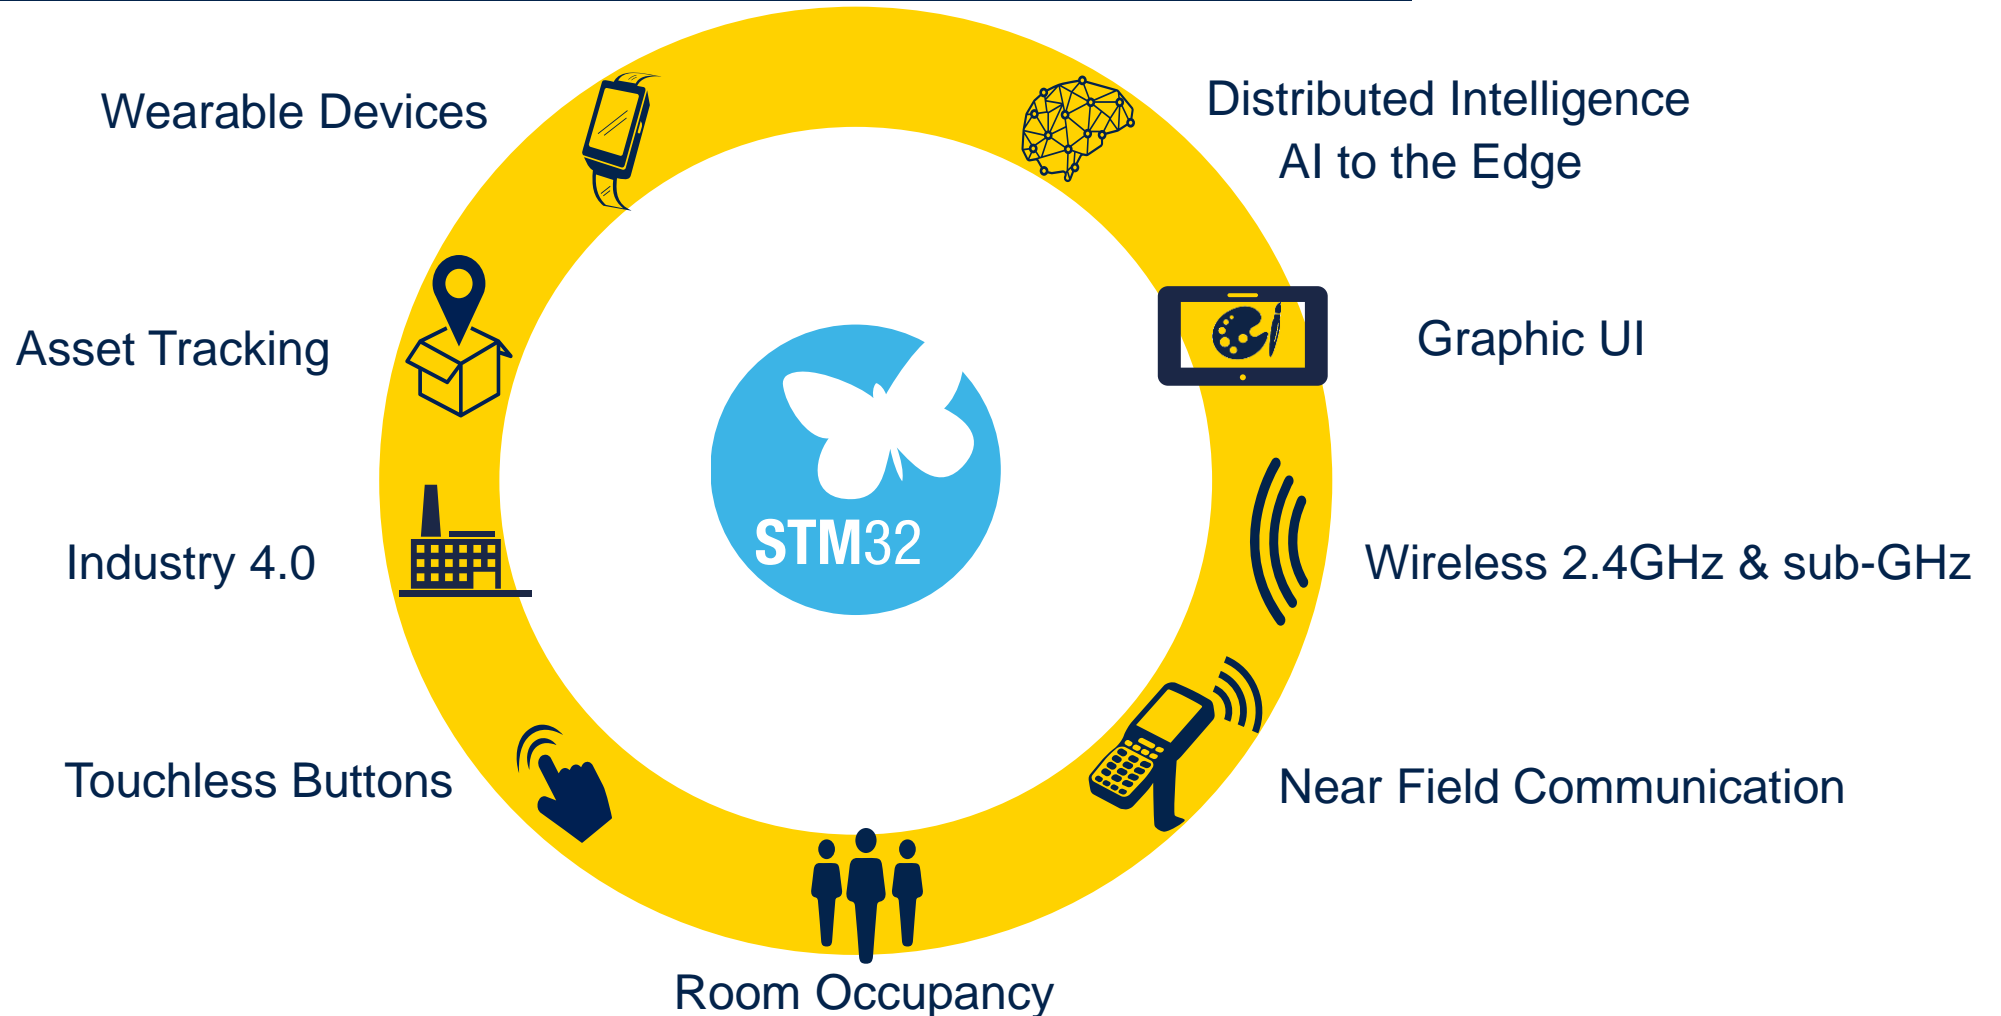 Wearable Devices
Distributed Intelligence
AI to the Edge
Asset Tracking
Graphic UI
STM32
Industry 4.0
Wireless 2.4GHz & sub-GHz
Touchless Buttons
Near Field Communication
Room Occupancy